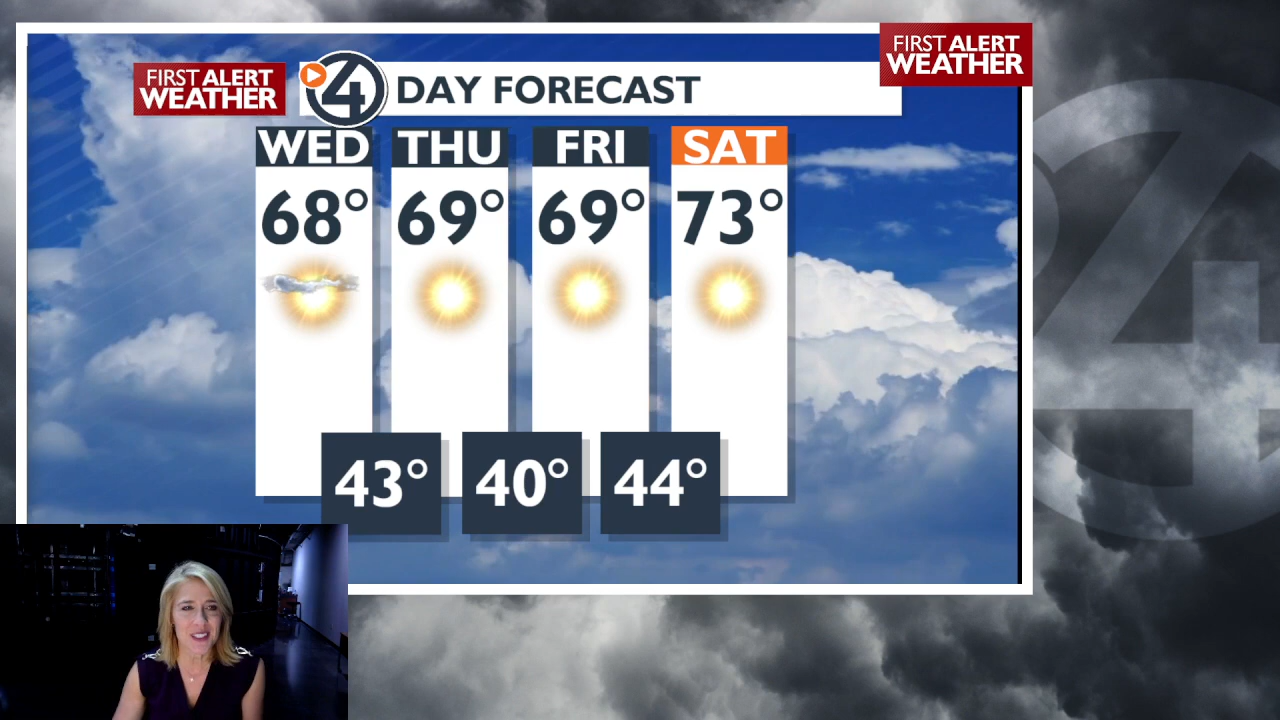 FIRST ALERT
WEATHER
FIRST ALERT
WEATHER
4 DAY FORECAST
WED THU FRI SAT
68° 69° 69° 73°
43° 40° 44°
4